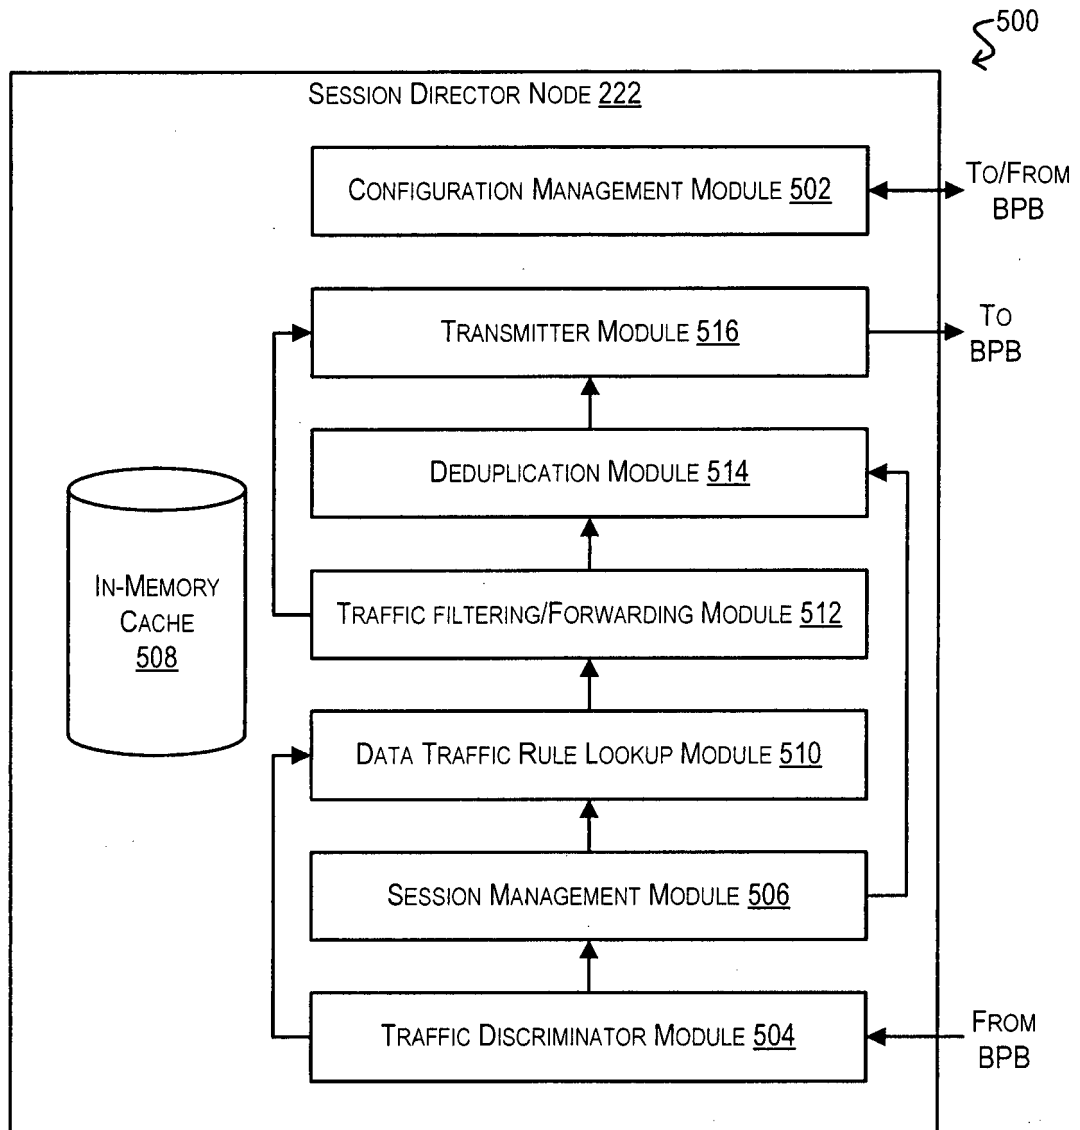 500
SESSION DIRECTOR NODE 222
CONFIGURATION MANAGEMENT MODULE 502
TO/FROM
BPB
TRANSMITTER MODULE 516
TO
BPB
DEDUPLICATION MODULE 514
IN-MEMORY
CACHE
508
TRAFFIC FILTERING/FORWARDING MODULE 512
DATA TRAFFIC RULE LOOKUP MODULE 510
SESSION MANAGEMENT MODULE 506
TRAFFIC DISCRIMINATOR MODULE 504
FROM
BPB